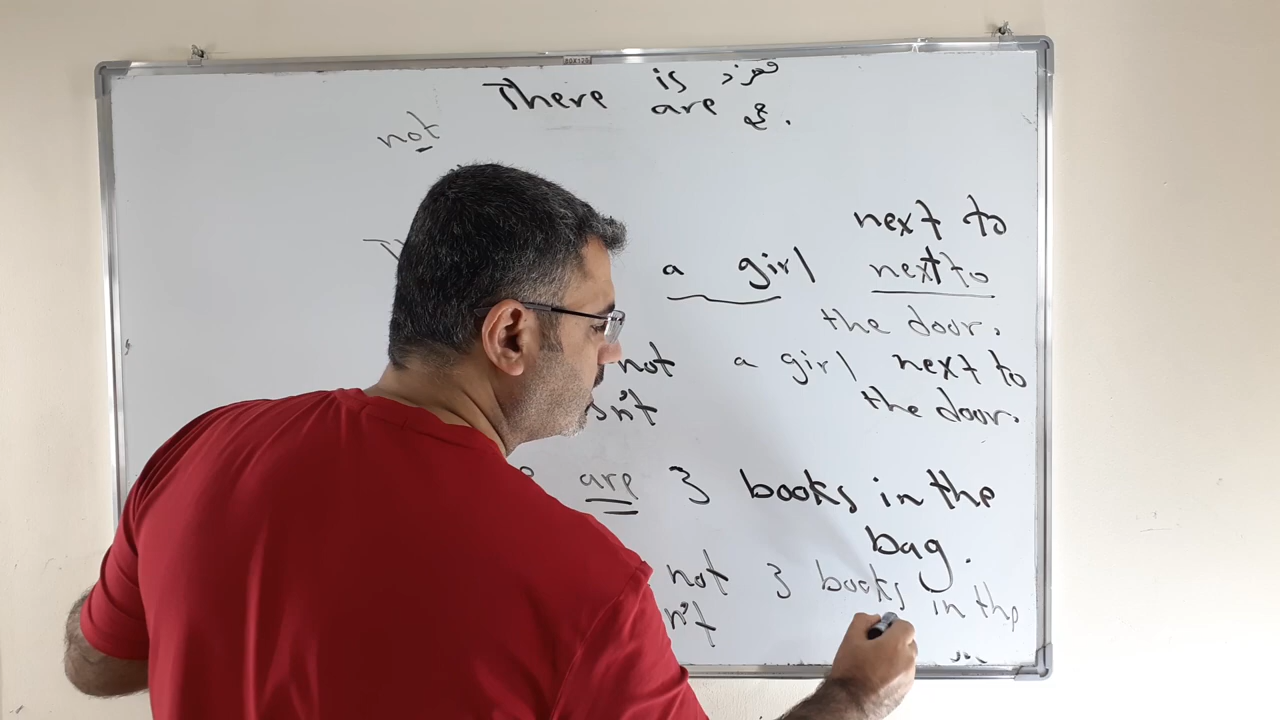 There is مفرد
are جمع.
not
a girl next to
next to
the door.
not a girl next to
sn't the door.
are 3 books in the
bag.
not 3 books in the
n't